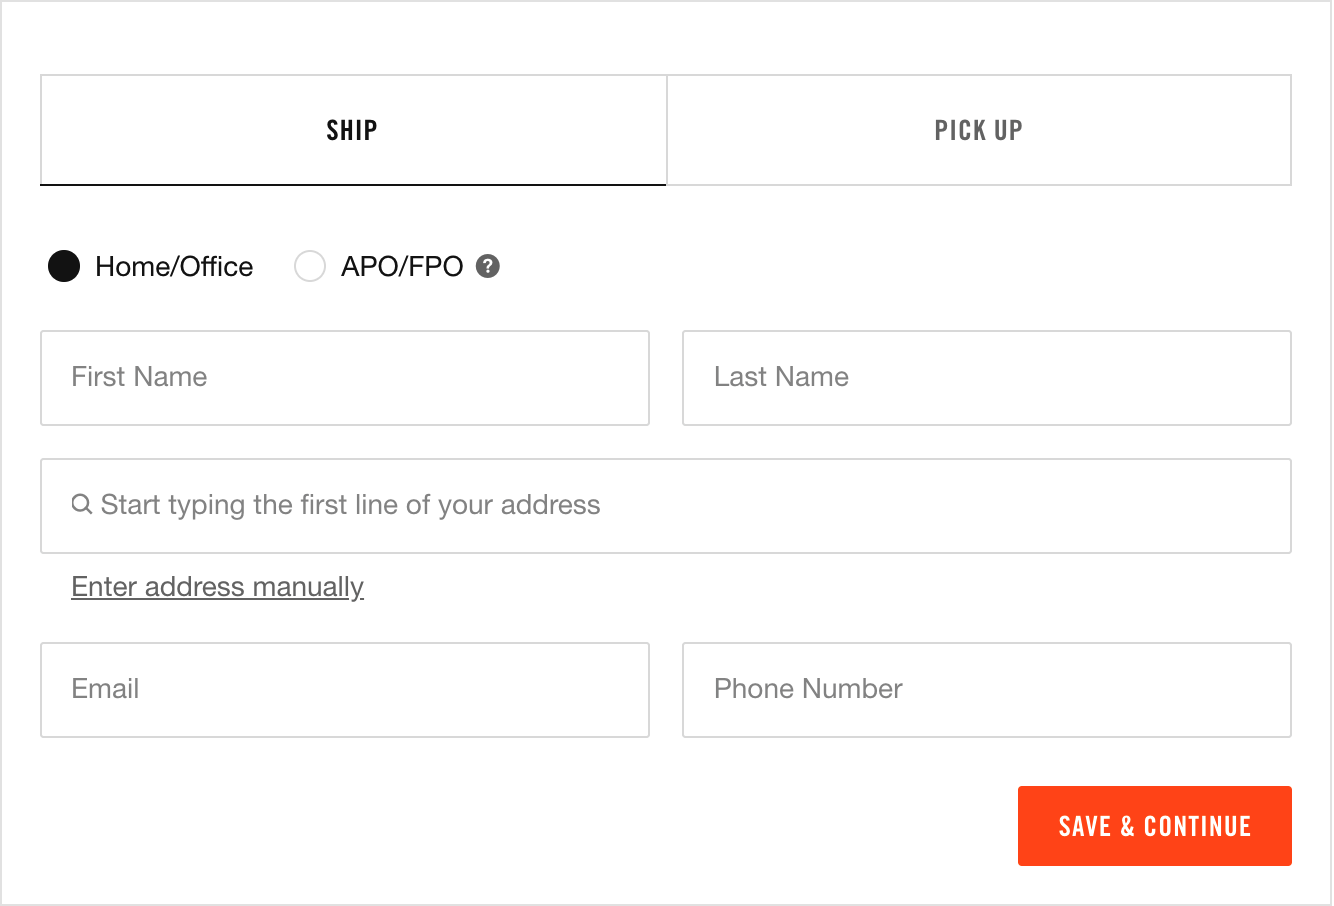 SHIP
PICK UP
Home/Office
APO/FPO ?
First Name
Last Name
Start typing the first line of your address
Enter address manually
Email
Phone Number
SAVE & CONTINUE